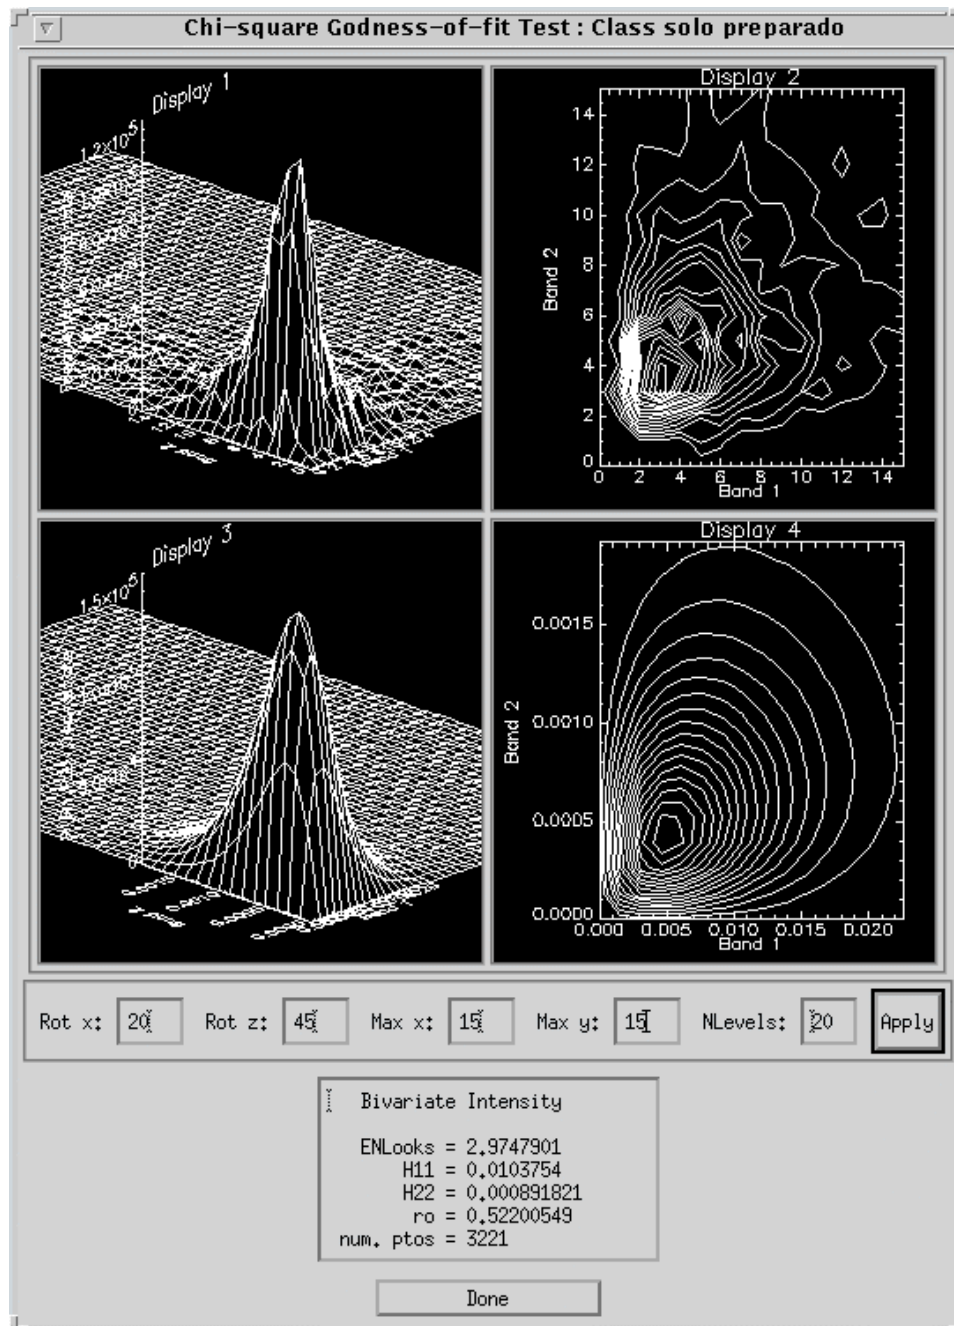 Chi-square Godness-of-fit Test : Class solo preparado
Display 1
1.2×10^5
Display 2
Band 2
14
12
10
8
6
4
2
0
0 2 4 6 8 10 12 14
Band 1
Display 3
1.5×10^5
Display 4
Band 2
0.0015
0.0010
0.0005
0.0000
0.000 0.005 0.010 0.015 0.020
Band 1
Rot x: 20 Rot z: 45 Max x: 15 Max y: 15 NLevels: 20 Apply
Bivariate Intensity
ENLooks = 2.9747901
H11 = 0.0103754
H22 = 0.000891821
ro = 0.52200549
num. ptos = 3221
Done